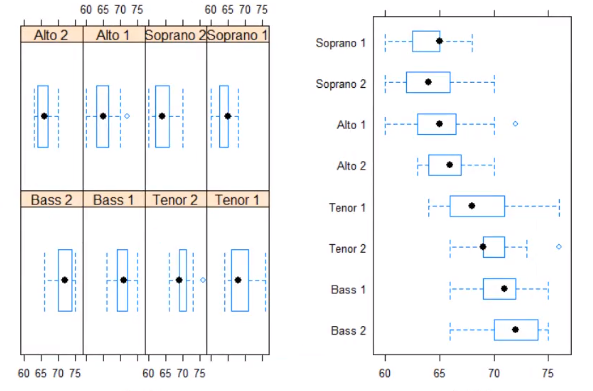 60 65 70 75 60 65 70 75
Alto 2 Alto 1 Soprano 2 Soprano 1
Bass 2 Bass 1 Tenor 2 Tenor 1
60 65 70 75 60 65 70 75
Soprano 1
Soprano 2
Alto 1
Alto 2
Tenor 1
Tenor 2
Bass 1
Bass 2
60 65 70 75